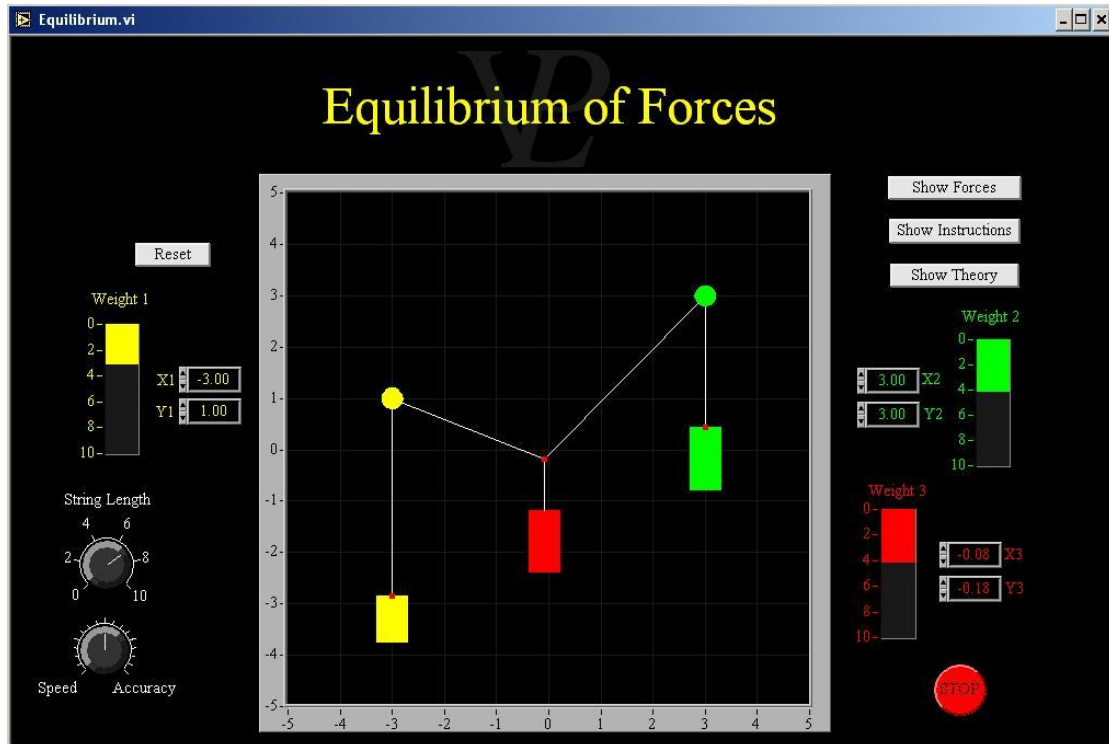 Equilibrium.vi
VPL
Equilibrium of Forces
Show Forces
Show Instructions
Show Theory
Reset
Weight 1
0
2
4
6
8
10
X1 -3.00
Y1 1.00
String Length
0 2 4 6 8 10
Speed Accuracy
5
4
3
2
1
0
-1
-2
-3
-4
-5
-5 -4 -3 -2 -1 0 1 2 3 4 5
Weight 2
0
2
4
6
8
10
3.00 X2
3.00 Y2
Weight 3
0
2
4
6
8
10
-0.08 X3
-0.18 Y3
STOP